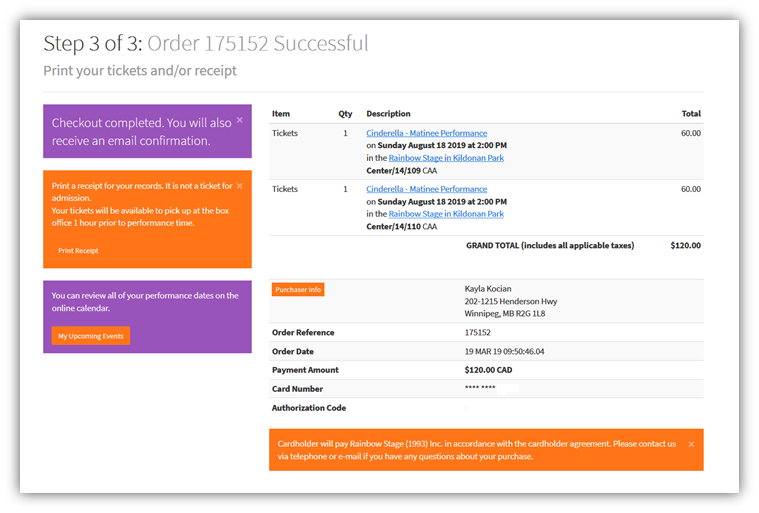 Step 3 of 3: Order 175152 Successful
Print your tickets and/or receipt
Checkout completed. You will also ×
receive an email confirmation.
Print a receipt for your records. It is not a ticket for ×
admission.
Your tickets will be available to pick up at the box
office 1 hour prior to performance time.
Print Receipt
You can review all of your performance dates on the
online calendar.
My Upcoming Events
Item Qty Description Total
Tickets 1 Cinderella - Matinee Performance 60.00
on Sunday August 18 2019 at 2:00 PM
in the Rainbow Stage in Kildonan Park
Center/14/109 CAA
Tickets 1 Cinderella - Matinee Performance 60.00
on Sunday August 18 2019 at 2:00 PM
in the Rainbow Stage in Kildonan Park
Center/14/110 CAA
GRAND TOTAL (includes all applicable taxes) $120.00
Purchaser Info Kayla Kocian
202-1215 Henderson Hwy
Winnipeg, MB R2G 1L8
Order Reference 175152
Order Date 19 MAR 19 09:50:46.04
Payment Amount $120.00 CAD
Card Number **** ****
Authorization Code
Cardholder will pay Rainbow Stage (1993) Inc. in accordance with the cardholder agreement. Please contact us ×
via telephone or e-mail if you have any questions about your purchase.